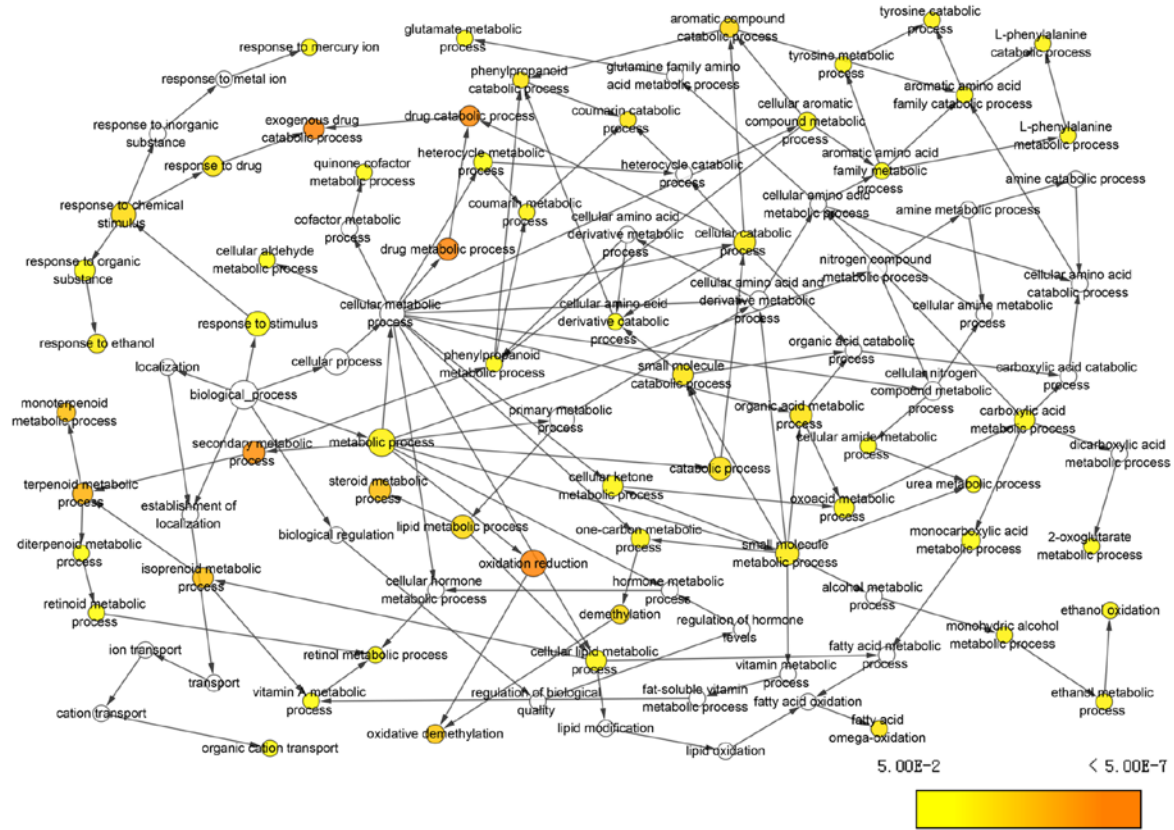 aromatic compound
catabolic process
tyrosine catabolic
process
glutamate metabolic
process
L-phenylalanine
catabolic process
response to mercury ion
tyrosine metabolic
process
response to metal ion
phenylpropanoid
catabolic process
glutamine family amino
acid metabolic process
aromatic amino acid
family catabolic process
coumarin catabolic
process
cellular aromatic
compound metabolic
process
exogenous drug
catabolic process
drug catabolic process
response to inorganic
substance
L-phenylalanine
metabolic process
heterocycle metabolic
process
aromatic amino acid
family metabolic
process
response to drug
quinone cofactor
metabolic process
heterocycle catabolic
process
amine catabolic process
cellular amino acid
metabolic process
response to chemical
stimulus
coumarin metabolic
process
amine metabolic process
cofactor metabolic
process
cellular amino acid
derivative metabolic
process
cellular catabolic
process
drug metabolic process
cellular aldehyde
metabolic process
response to organic
substance
nitrogen compound
metabolic process
cellular amino acid
catabolic process
cellular amino acid and
derivative metabolic
process
cellular metabolic
process
cellular amino acid
derivative catabolic
process
cellular amine metabolic
process
response to stimulus
response to ethanol
organic acid catabolic
process
cellular process
localization
phenylpropanoid
metabolic process
small molecule
catabolic process
cellular nitrogen
compound metabolic
process
carboxylic acid catabolic
process
biological_process
monoterpenoid
metabolic process
primary metabolic
process
organic acid metabolic
process
carboxylic acid
metabolic process
secondary metabolic
process
metabolic process
cellular amide metabolic
process
dicarboxylic acid
metabolic process
catabolic process
terpenoid metabolic
process
steroid metabolic
process
cellular ketone
metabolic process
urea metabolic process
oxoacid metabolic
process
establishment of
localization
biological regulation
lipid metabolic process
one-carbon metabolic
process
monocarboxylic acid
metabolic process
2-oxoglutarate
metabolic process
diterpenoid metabolic
process
small molecule
metabolic process
isoprenoid metabolic
process
oxidation reduction
cellular hormone
metabolic process
hormone metabolic
process
alcohol metabolic
process
retinoid metabolic
process
demethylation
ethanol oxidation
regulation of hormone
levels
monohydric alcohol
metabolic process
ion transport
retinol metabolic process
cellular lipid metabolic
process
fatty acid metabolic
process
transport
vitamin metabolic
process
vitamin A metabolic
process
regulation of biological
quality
fat-soluble vitamin
metabolic process
fatty acid oxidation
ethanol metabolic
process
cation transport
oxidative demethylation
lipid modification
fatty acid
omega-oxidation
organic cation transport
lipid oxidation
5.00E-2
< 5.00E-7